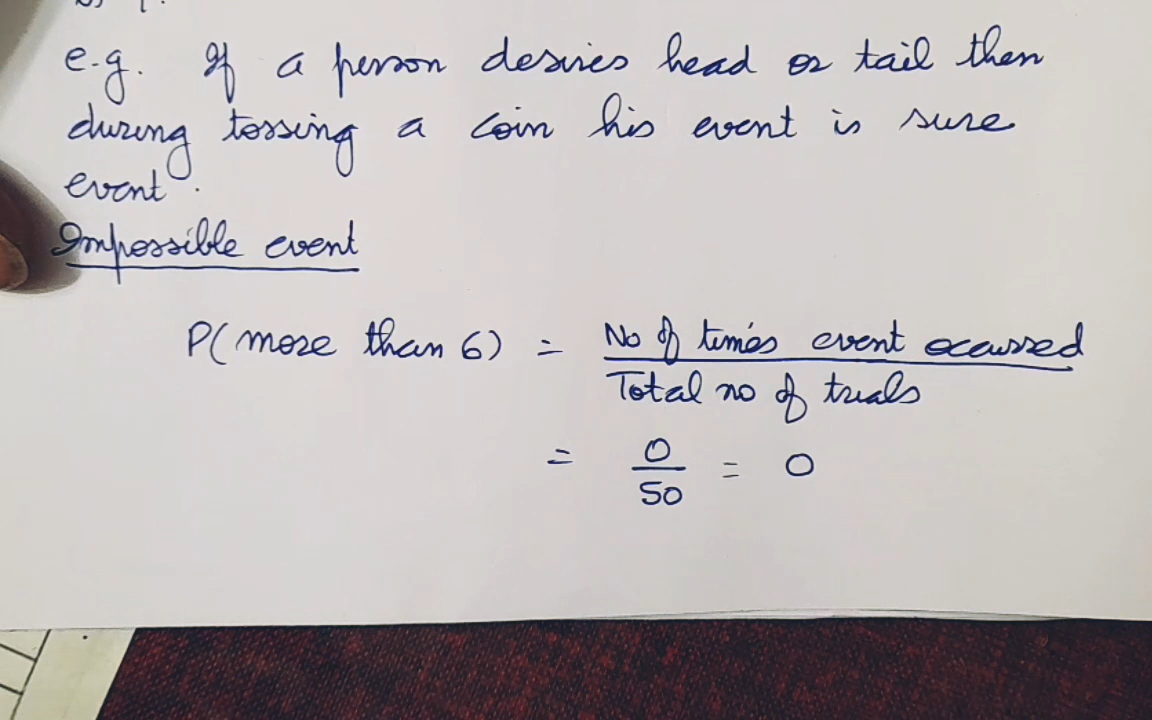 e.g. If a person desires head or tail then
during tossing a coin his event is sure
event.
Impossible event
P(more than 6) = No of times event occurred
Total no of trials
= 0/50 = 0